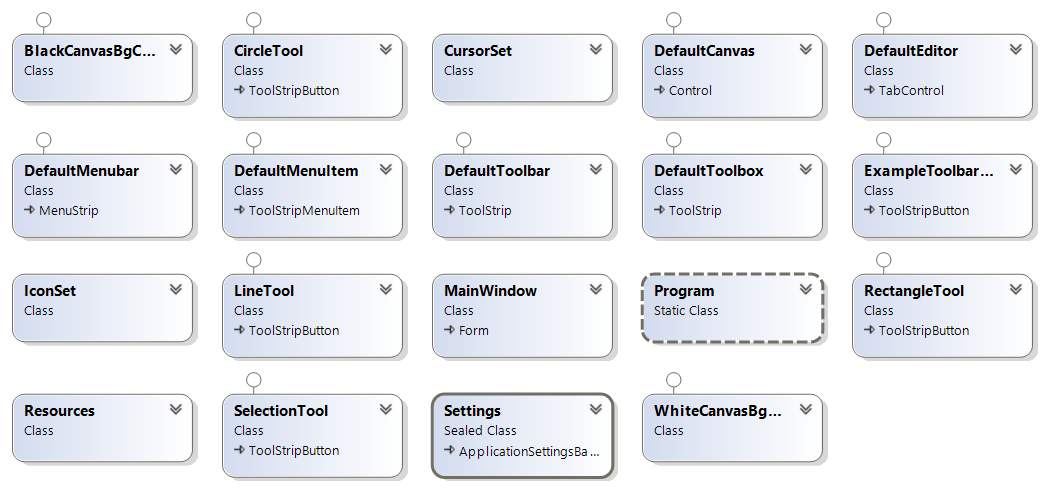 BlackCanvasBgC...
Class
CircleTool
Class
ToolStripButton
CursorSet
Class
DefaultCanvas
Class
Control
DefaultEditor
Class
TabControl
DefaultMenubar
Class
MenuStrip
DefaultMenuItem
Class
ToolStripMenuItem
DefaultToolbar
Class
ToolStrip
DefaultToolbox
Class
ToolStrip
ExampleToolbar...
Class
ToolStripButton
IconSet
Class
LineTool
Class
ToolStripButton
MainWindow
Class
Form
Program
Static Class
RectangleTool
Class
ToolStripButton
Resources
Class
SelectionTool
Class
ToolStripButton
Settings
Sealed Class
ApplicationSettingsBa...
WhiteCanvasBg...
Class